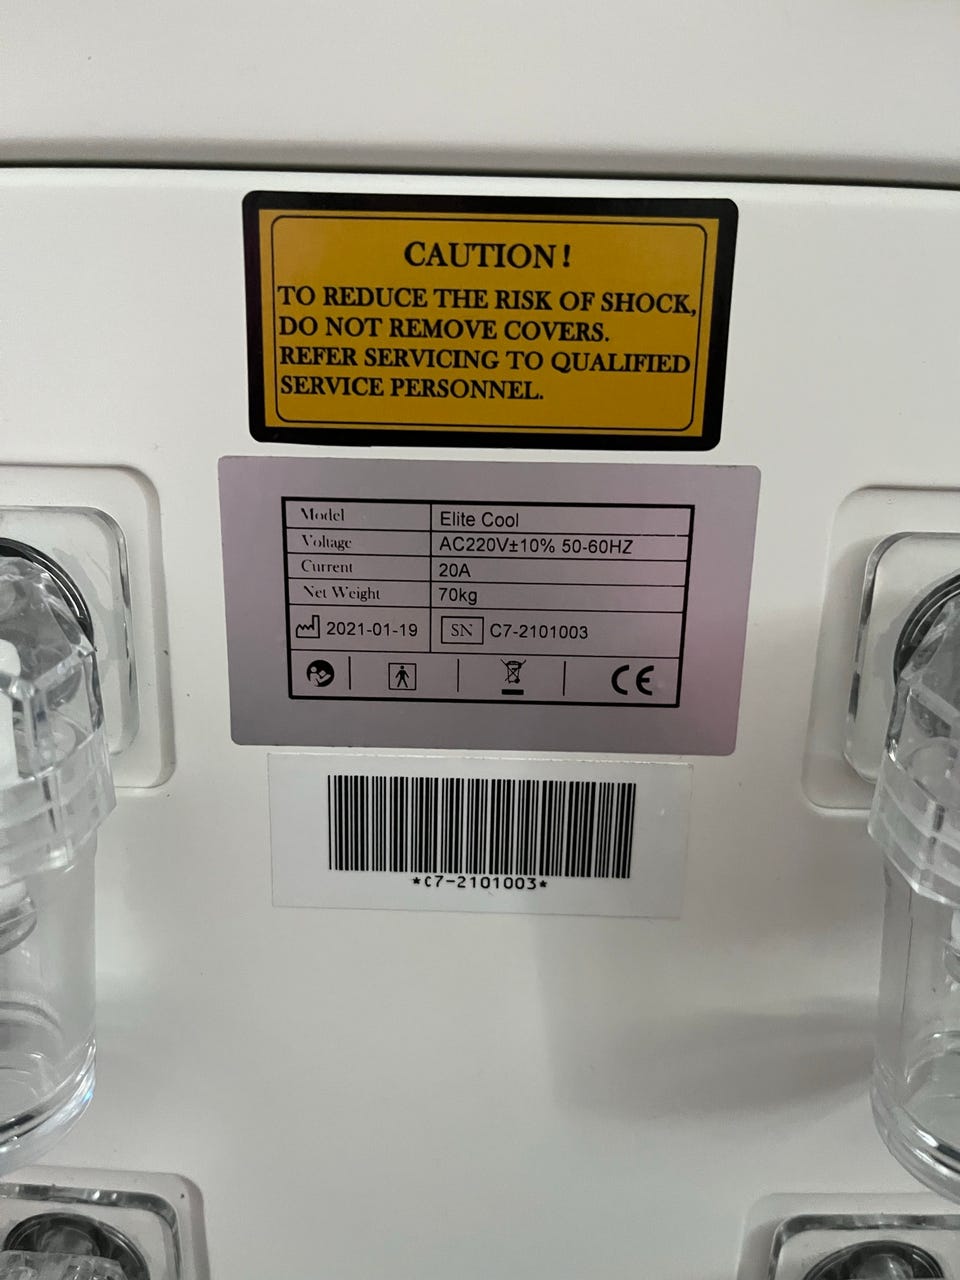 CAUTION!
TO REDUCE THE RISK OF SHOCK,
DO NOT REMOVE COVERS.
REFER SERVICING TO QUALIFIED
SERVICE PERSONNEL.
Model Elite Cool
Voltage AC220V±10% 50-60HZ
Current 20A
Net Weight 70kg
2021-01-19 SN C7-2101003
CE
*C7-2101003*